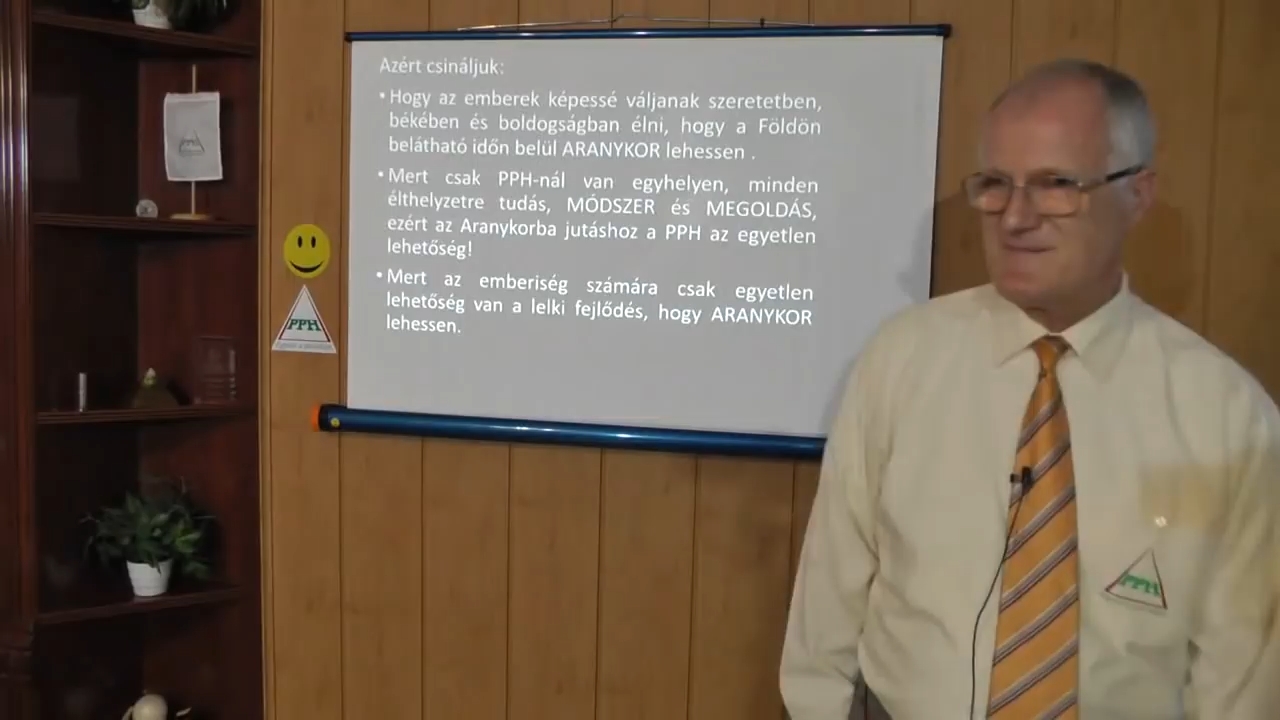 Azért csináljuk:
•Hogy az emberek képessé váljanak szeretetben,
békében és boldogságban élni, hogy a Földön
belátható időn belül ARANYKOR lehessen .
•Mert csak PPH-nál van egyhelyen, minden
élthelyzetre tudás, MÓDSZER és MEGOLDÁS,
ezért az Aranykorba jutáshoz a PPH az egyetlen
lehetőség!
•Mert az emberiség számára csak egyetlen
lehetőség van a lelki fejlődés, hogy ARANYKOR
lehessen.
PPH
PPH